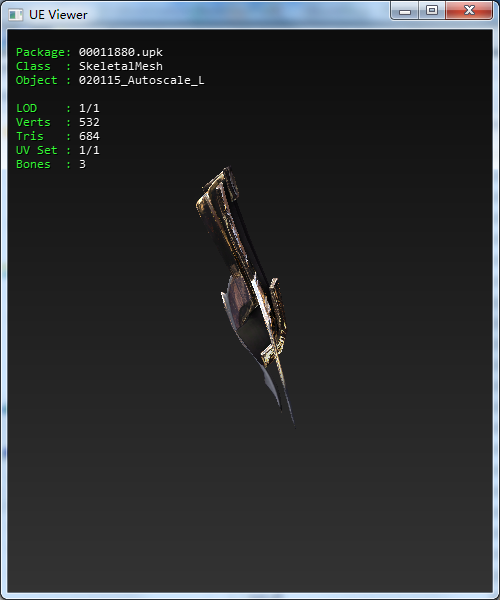 UE Viewer
Package: 00011880.upk
Class : SkeletalMesh
Object : 020115_Autoscale_L
LOD : 1/1
Verts : 532
Tris : 684
UV Set : 1/1
Bones : 3